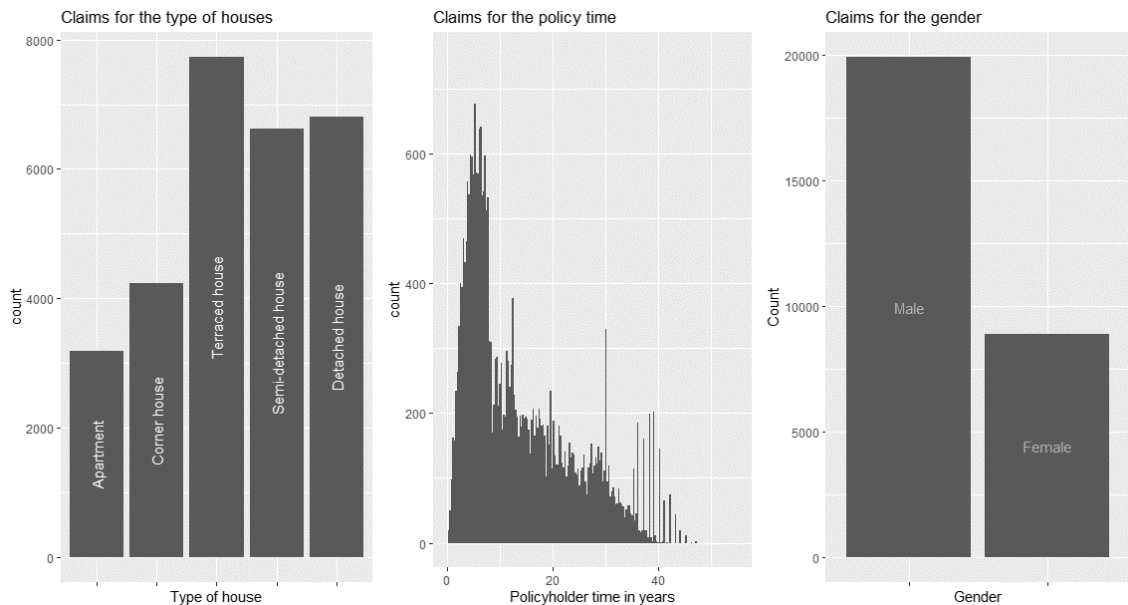 Claims for the type of houses
8000
6000
4000
2000
0
count
Apartment
Corner house
Terraced house
Semi-detached house
Detached house
Type of house
Claims for the policy time
600
400
200
0
count
0
20
40
Policyholder time in years
Claims for the gender
20000
15000
10000
5000
0
Count
Male
Female
Gender